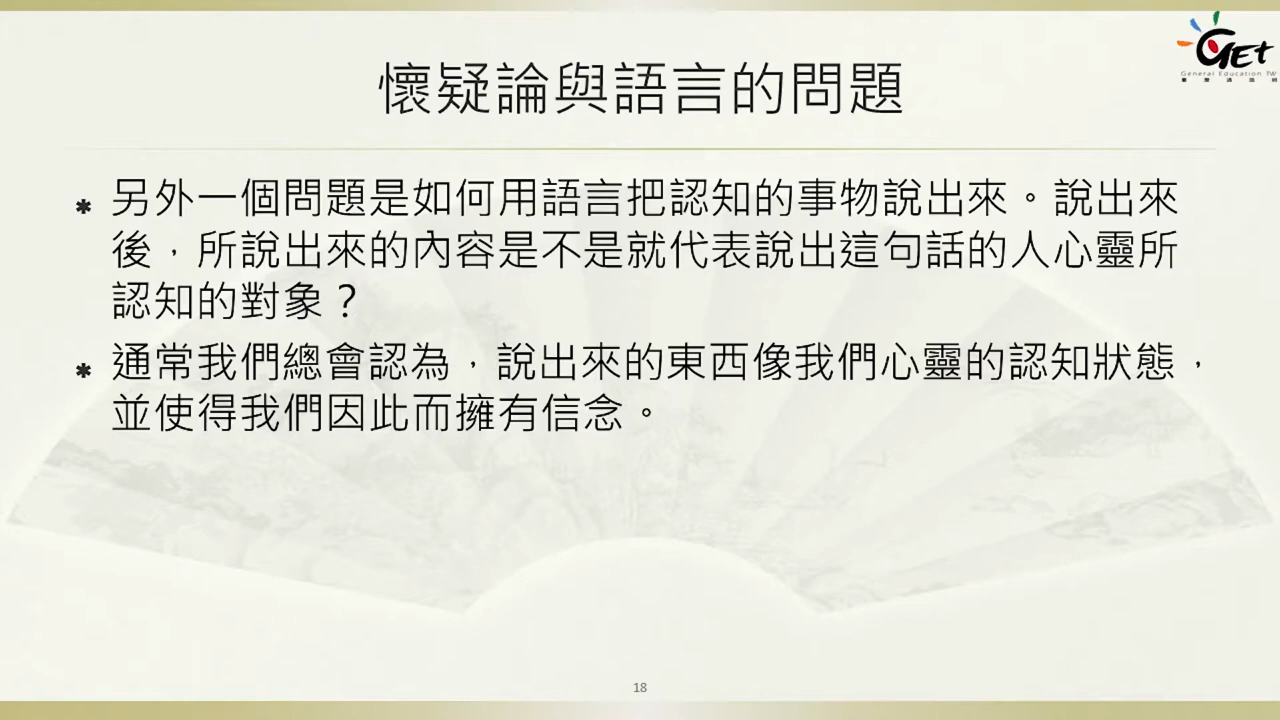 GET
General Education TW
懷疑論與語言的問題
* 另外一個問題是如何用語言把認知的事物說出來。說出來
後，所說出來的內容是不是就代表說出這句話的人心靈所
認知的對象？
* 通常我們總會認為，說出來的東西像我們心靈的認知狀態，
並使得我們因此而擁有信念。
18